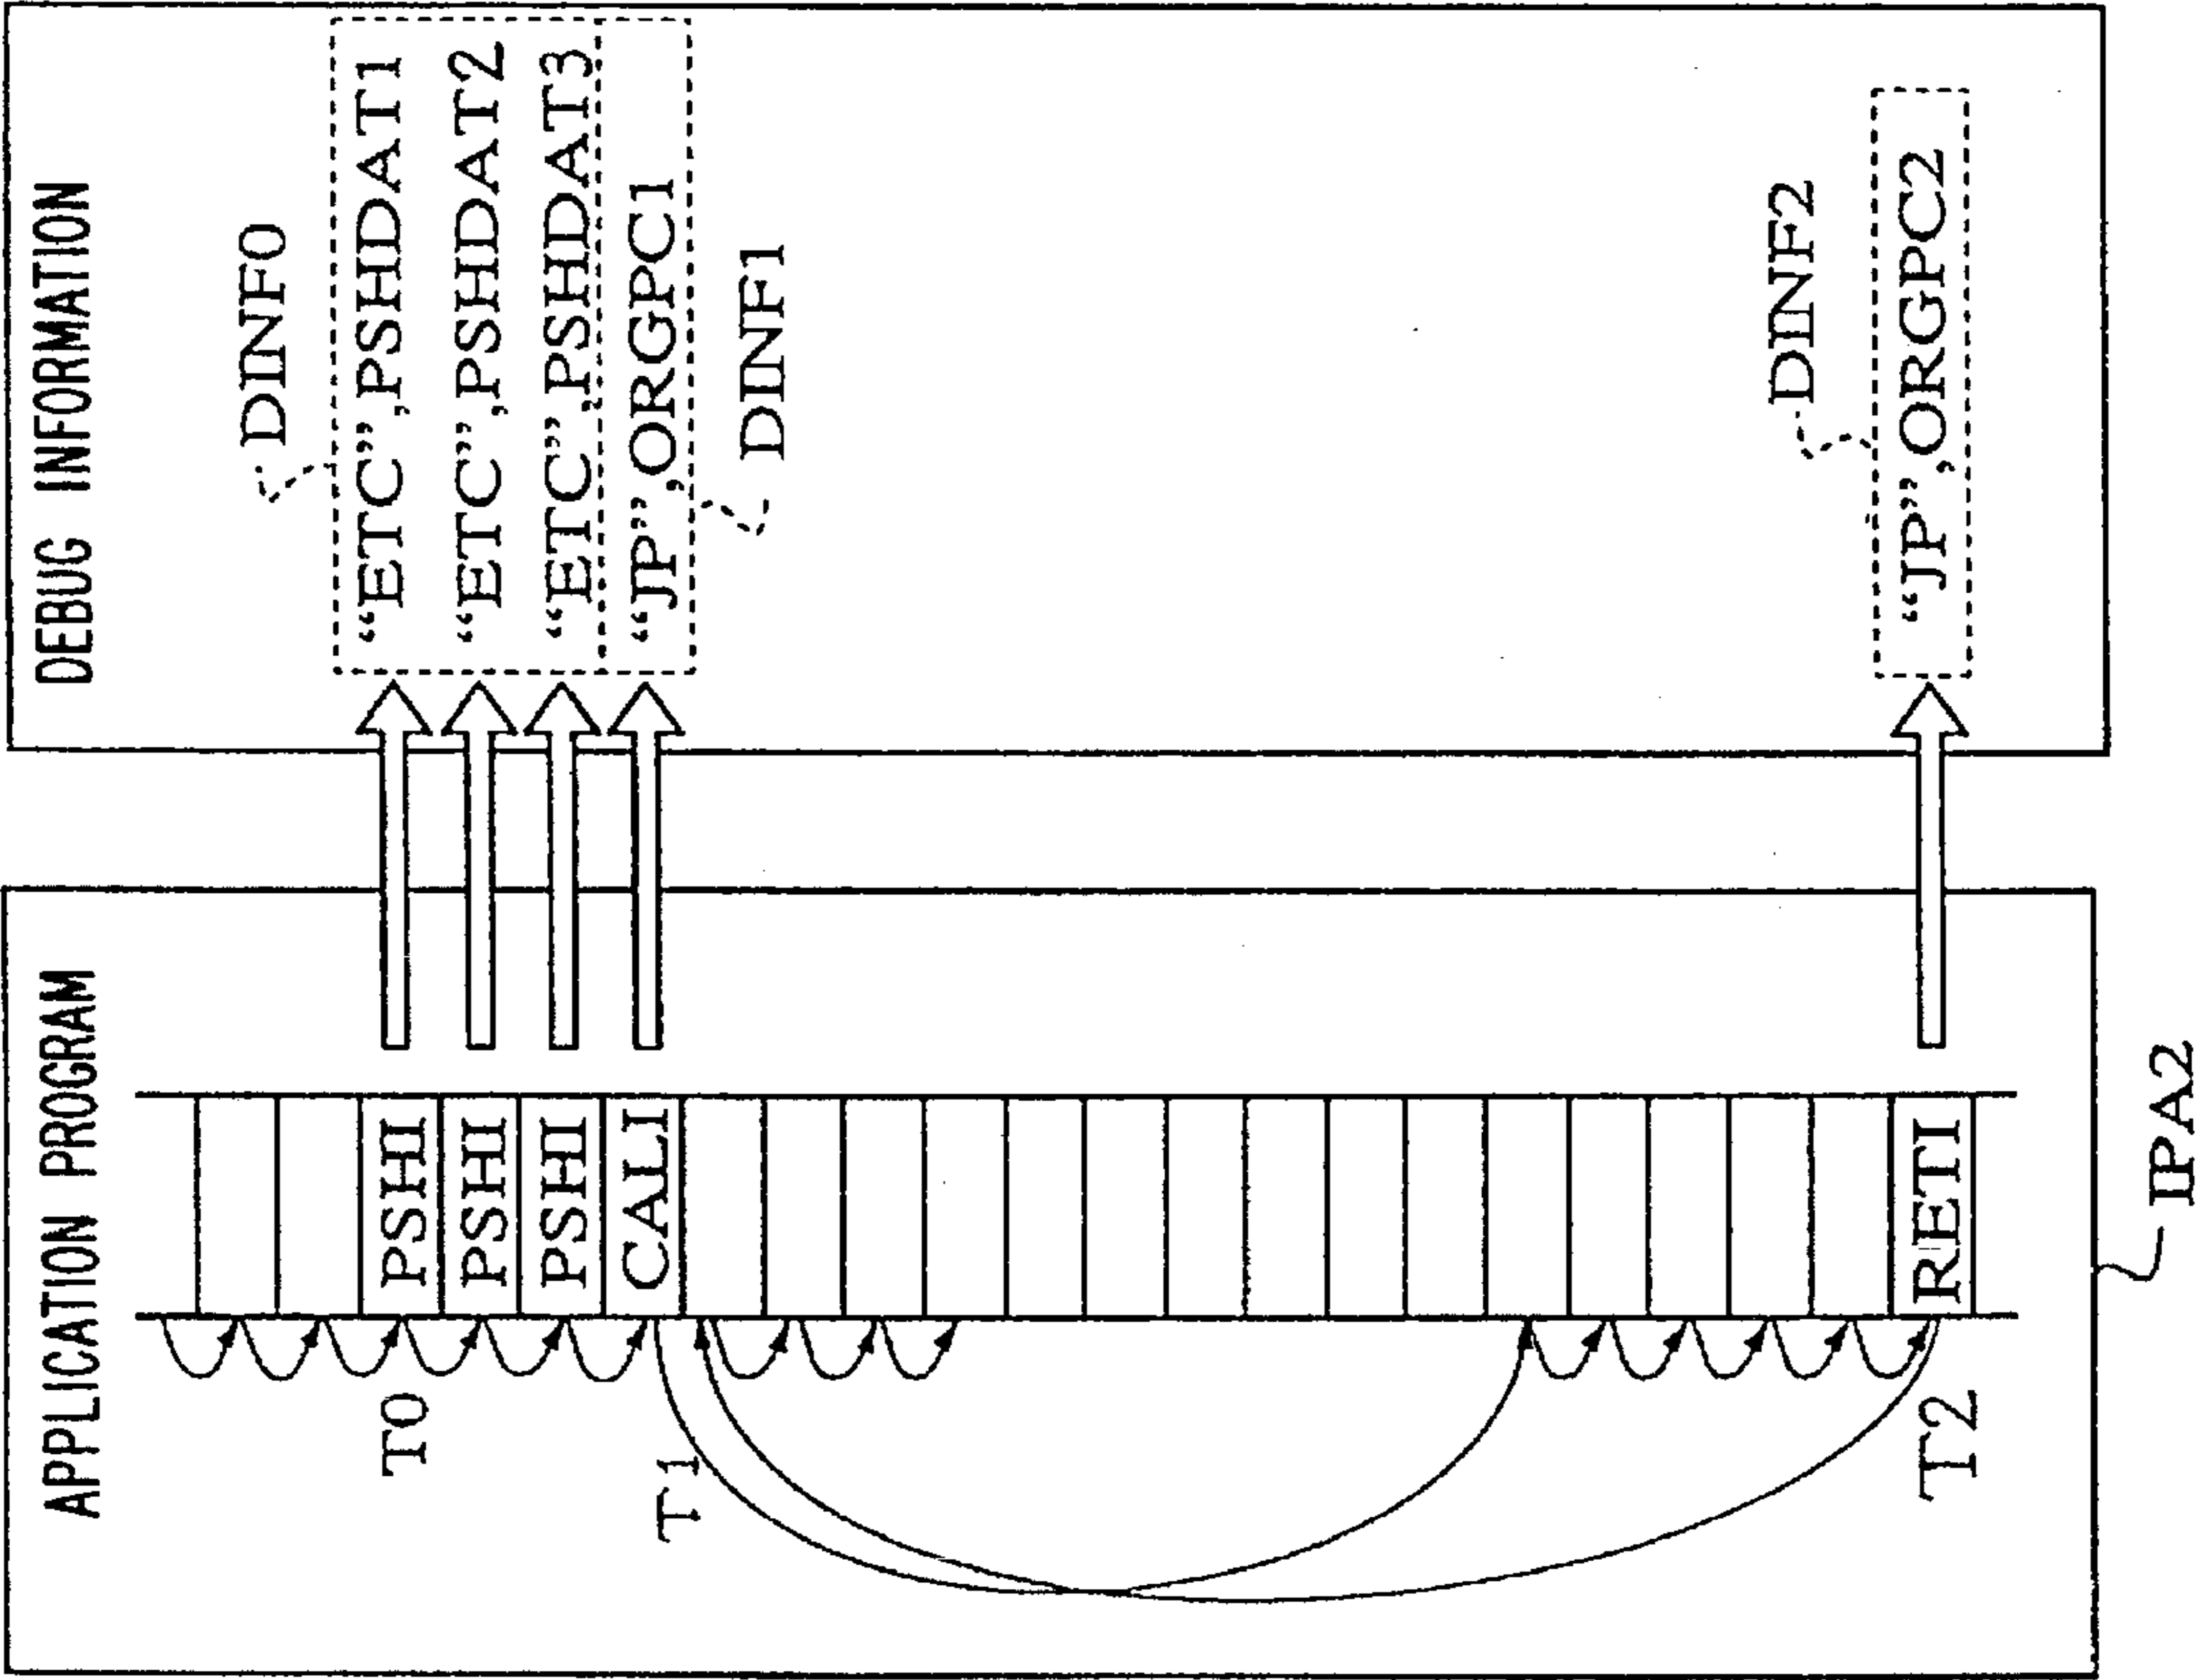 APPLICATION PROGRAM
T0
T1
T2
PSHI
PSHI
PSHI
CALI
RETI
IPA2
DEBUG INFORMATION
DINF0
“ETC”,PSHDAT1
“ETC”,PSHDAT2
“ETC”,PSHDAT3
“JP”,ORGPC1
DINF1
DINF2
“JP”,ORGPC2